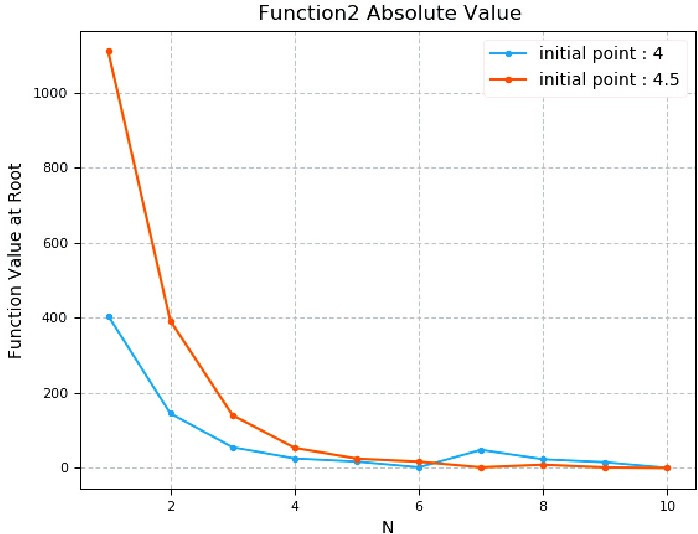 Function2 Absolute Value
initial point : 4
initial point : 4.5
Function Value at Root
1000
800
600
400
200
0
2 4 6 8 10
N